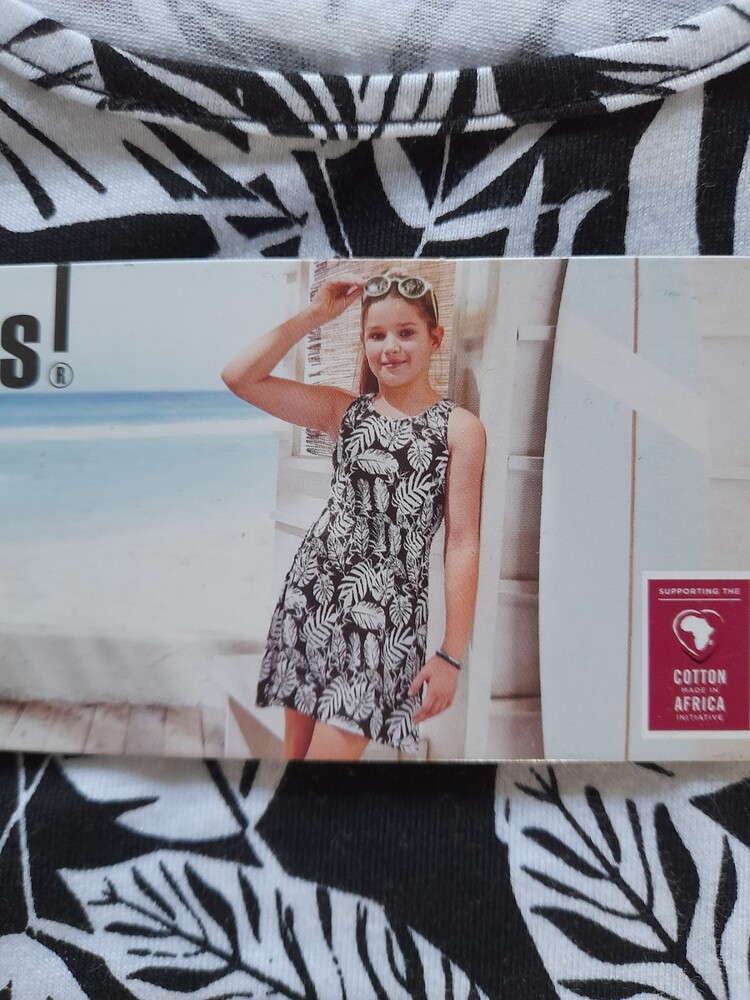 s!®
SUPPORTING THE
COTTON
MADE IN
AFRICA
INITIATIVE